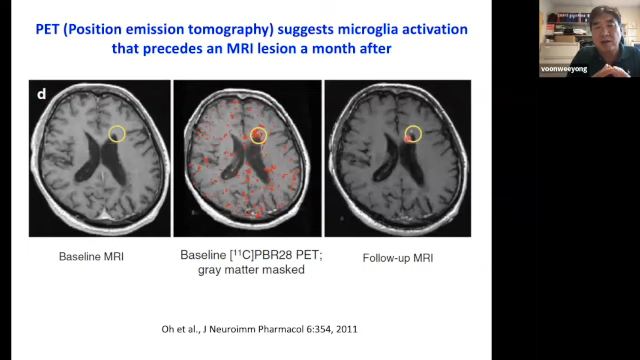 PET (Position emission tomography) suggests microglia activation
that precedes an MRI lesion a month after
voonweeyong
d
Baseline MRI
Baseline [¹¹C]PBR28 PET;
gray matter masked
Follow-up MRI
Oh et al., J Neuroimm Pharmacol 6:354, 2011